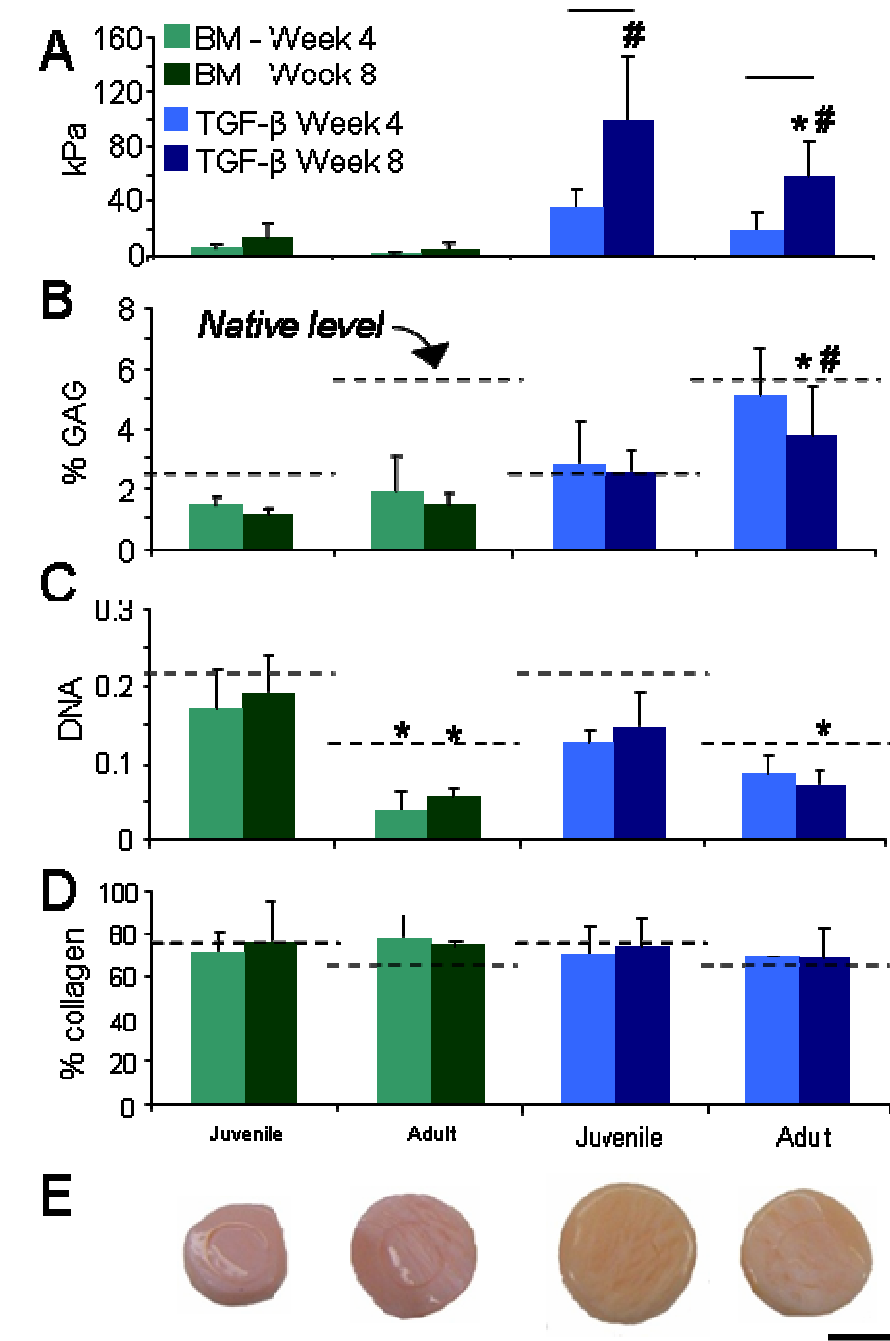 A
160
120
80
40
0
kPa
BM - Week 4
BM Wook 8
TGF-β Week 4
TGF-β Week 8
#
* #
B
8
6
4
2
0
% GAG
Native level
* #
C
0.3
0.2
0.1
0
DNA
*
*
*
D
100
80
60
40
20
0
% collagen
Juvenile
Adult
Juvenile
Adut
E